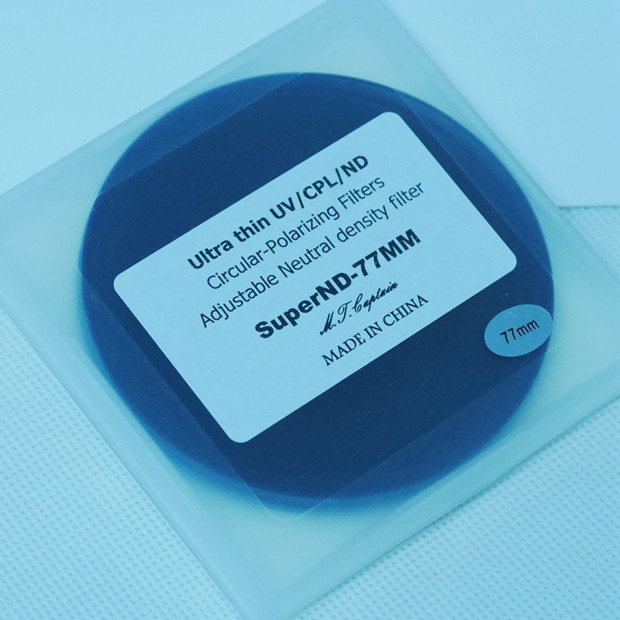 Ultra thin UV/CPL/ND
Circular-Polarizing Filters
Adjustable Neutral density filter
SuperND-77MM
M.T.Captain
MADE IN CHINA
77mm